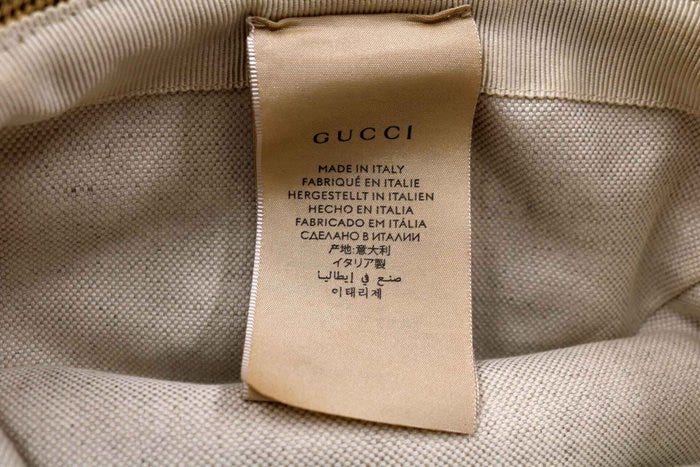 GUCCI
MADE IN ITALY
FABRIQUÉ EN ITALIE
HERGESTELLT IN ITALIEN
HECHO EN ITALIA
FABRICADO EM ITÁLIA
СДЕЛАНО В ИТАЛИИ
产地:意大利
イタリア製
صنع في إيطاليا
이태리제